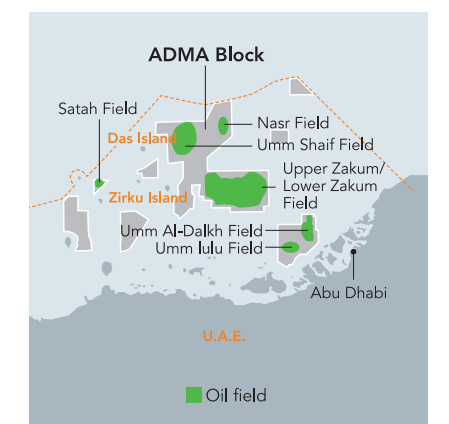 ADMA Block
Satah Field
Das Island
Nasr Field
Umm Shaif Field
Upper Zakum/
Lower Zakum
Field
Zirku Island
Umm Al-Dalkh Field
Umm lulu Field
Abu Dhabi
U.A.E.
Oil field